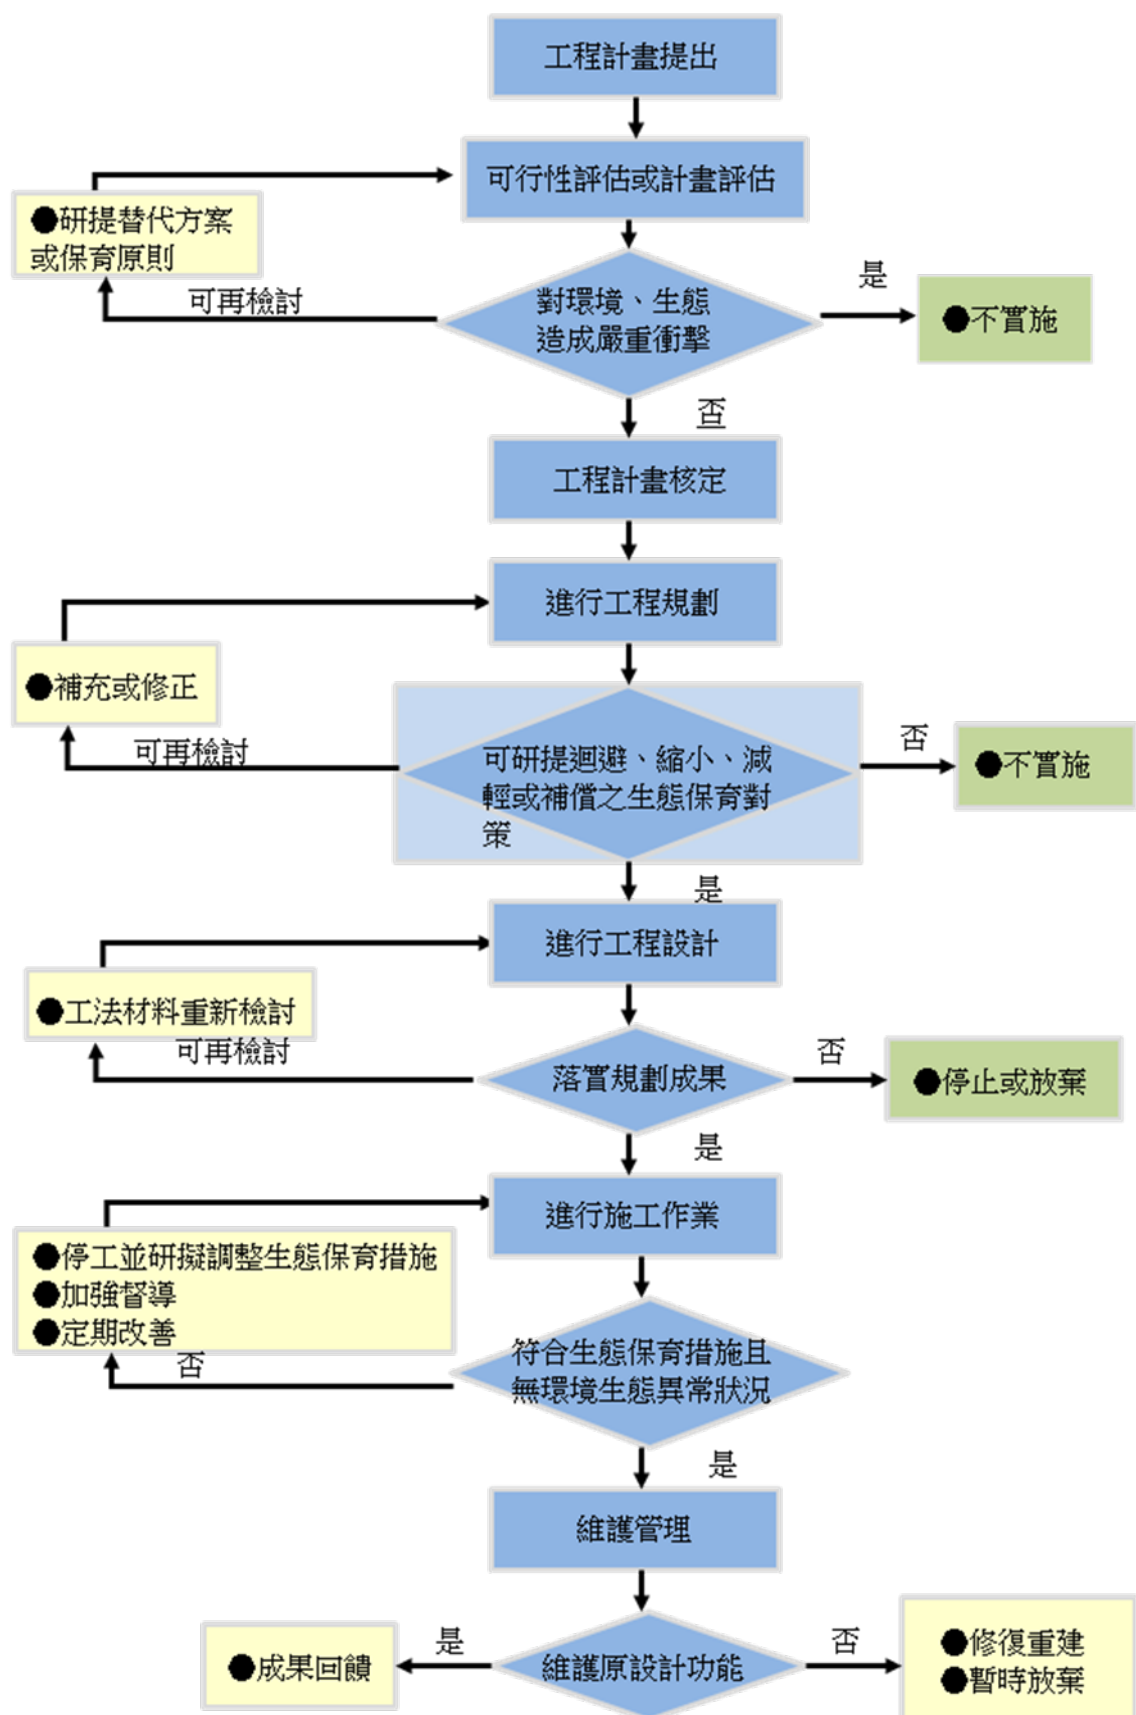 工程計畫提出
可行性評估或計畫評估
●研提替代方案
或保育原則
可再檢討
對環境、生態
造成嚴重衝擊
是
●不實施
否
工程計畫核定
進行工程規劃
●補充或修正
可再檢討
可研提迴避、縮小、減
輕或補償之生態保育對
策
否
●不實施
是
進行工程設計
●工法材料重新檢討
可再檢討
落實規劃成果
否
●停止或放棄
是
進行施工作業
●停工並研擬調整生態保育措施
●加強督導
●定期改善
否
符合生態保育措施且
無環境生態異常狀況
是
維護管理
●成果回饋
是
維護原設計功能
否
●修復重建
●暫時放棄